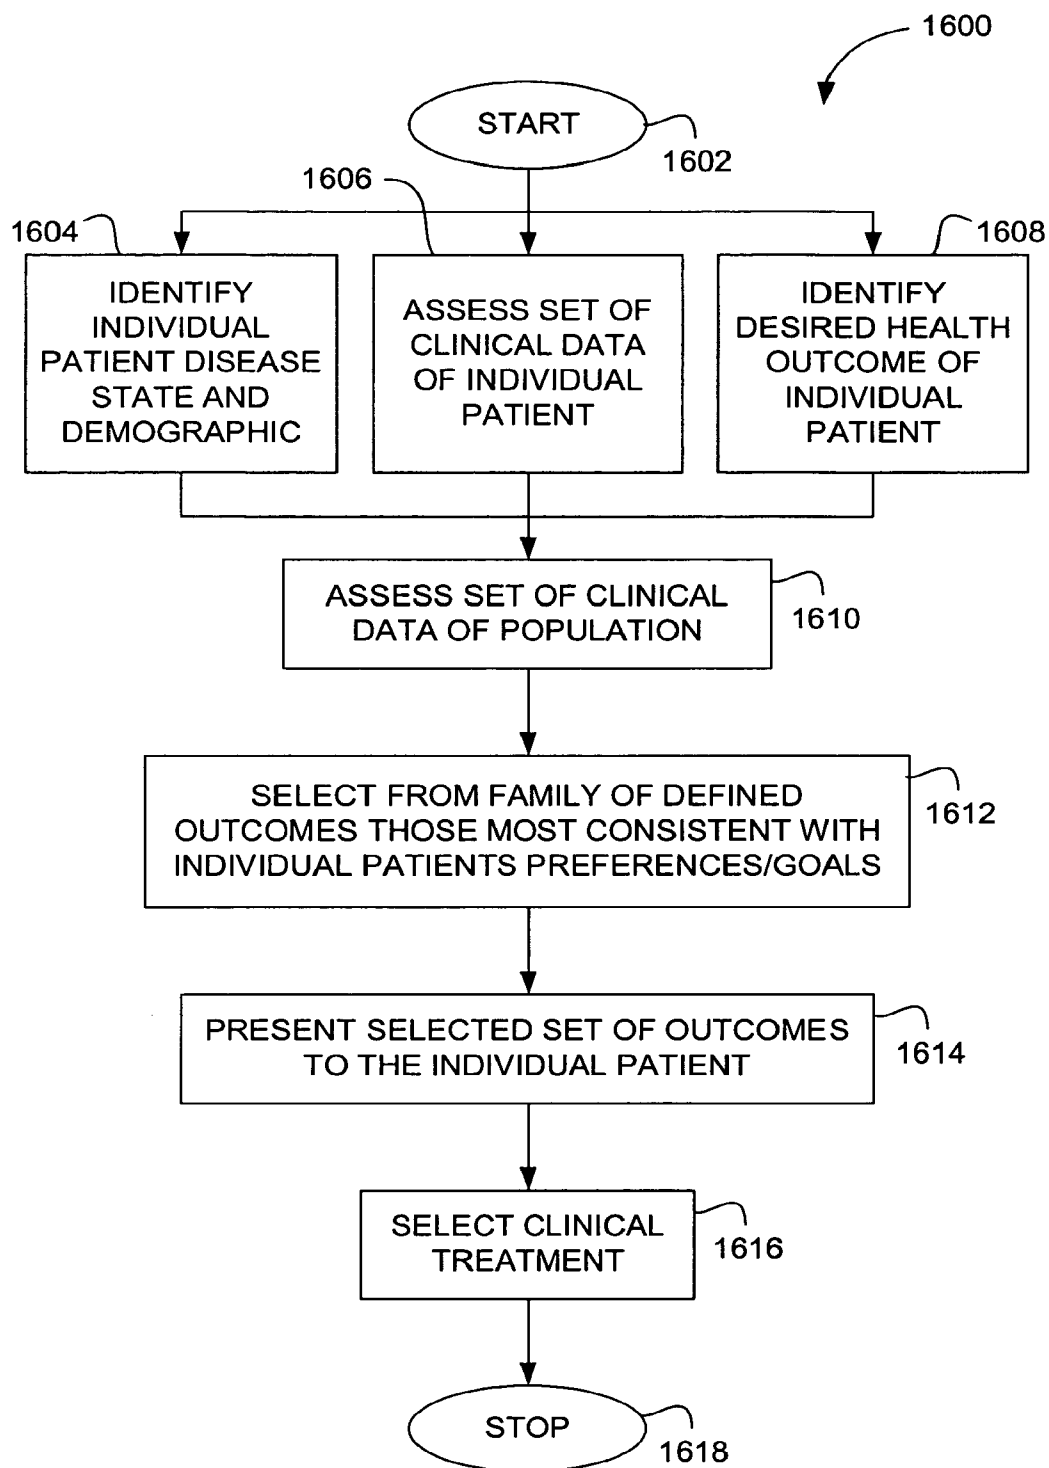 1600
START
1602
1606
1604
1608
IDENTIFY
INDIVIDUAL
PATIENT DISEASE
STATE AND
DEMOGRAPHIC
ASSESS SET OF
CLINICAL DATA
OF INDIVIDUAL
PATIENT
IDENTIFY
DESIRED HEALTH
OUTCOME OF
INDIVIDUAL
PATIENT
ASSESS SET OF CLINICAL
DATA OF POPULATION
1610
SELECT FROM FAMILY OF DEFINED
OUTCOMES THOSE MOST CONSISTENT WITH
INDIVIDUAL PATIENTS PREFERENCES/GOALS
1612
PRESENT SELECTED SET OF OUTCOMES
TO THE INDIVIDUAL PATIENT
1614
SELECT CLINICAL
TREATMENT
1616
STOP
1618